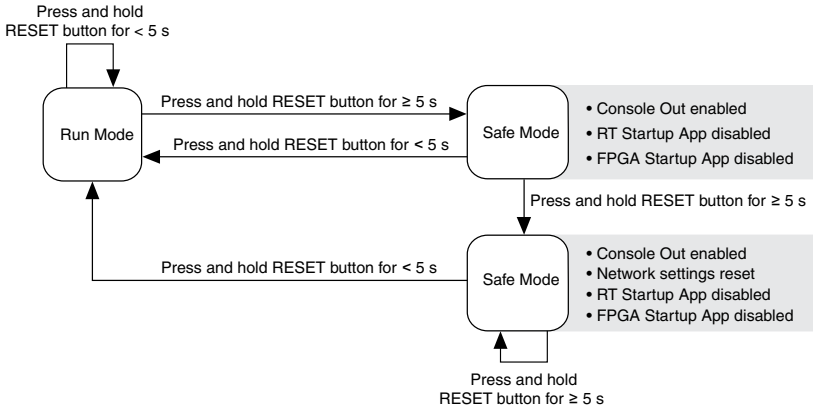 Press and hold
RESET button for < 5 s
Press and hold RESET button for ≥ 5 s
Run Mode
Safe Mode
Press and hold RESET button for < 5 s
• Console Out enabled
• RT Startup App disabled
• FPGA Startup App disabled
Press and hold RESET button for ≥ 5 s
Press and hold RESET button for < 5 s
Safe Mode
• Console Out enabled
• Network settings reset
• RT Startup App disabled
• FPGA Startup App disabled
Press and hold
RESET button for ≥ 5 s